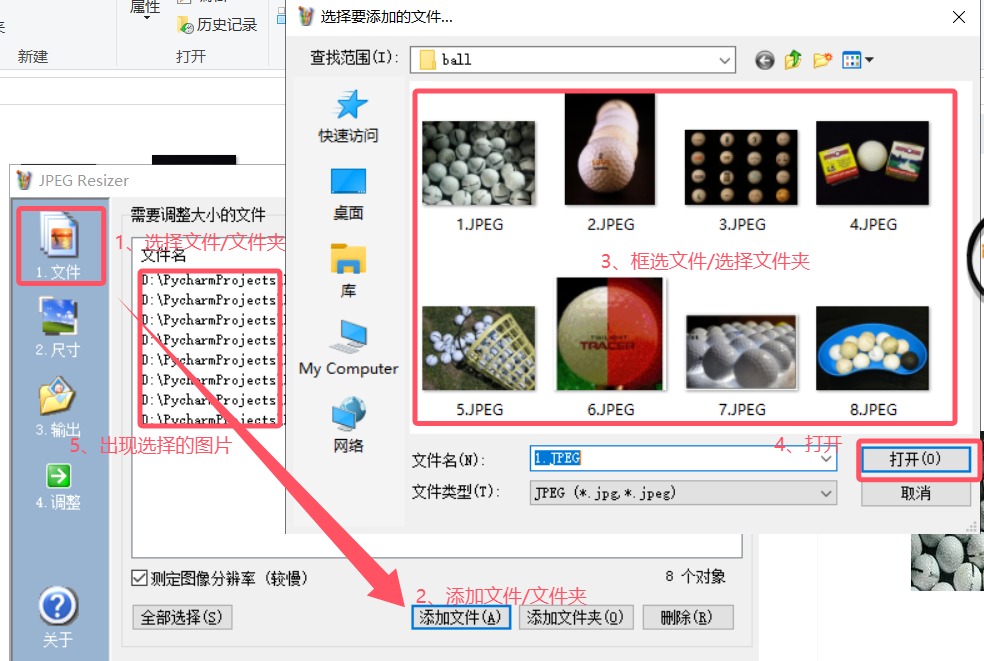 属性
历史记录
新建
打开
选择要添加的文件...
查找范围(I):
ball
快速访问
桌面
库
My Computer
网络
1.JPEG
2.JPEG
3.JPEG
4.JPEG
3、框选文件/选择文件夹
TWILIGHT
TRACER
5.JPEG
6.JPEG
7.JPEG
8.JPEG
4、打开
文件名(N):
1.JPEG
打开(O)
文件类型(T):
JPEG (*.jpg,*.jpeg)
取消
JPEG Resizer
1.文件
2.尺寸
3.输出
4.调整
关于
需要调整大小的文件
1、选择文件/文件夹
文件名
D:\PycharmProjects
D:\PycharmProjects
D:\PycharmProjects
D:\PycharmProjects
D:\PycharmProjects
D:\PycharmProjects
D:\PycharmProjects
D:\PycharmProjects
5、出现选择的图片
测定图像分辨率 (较慢)
8 个对象
2、添加文件/文件夹
全部选择(S)
添加文件(A)
添加文件夹(O)
删除(R)